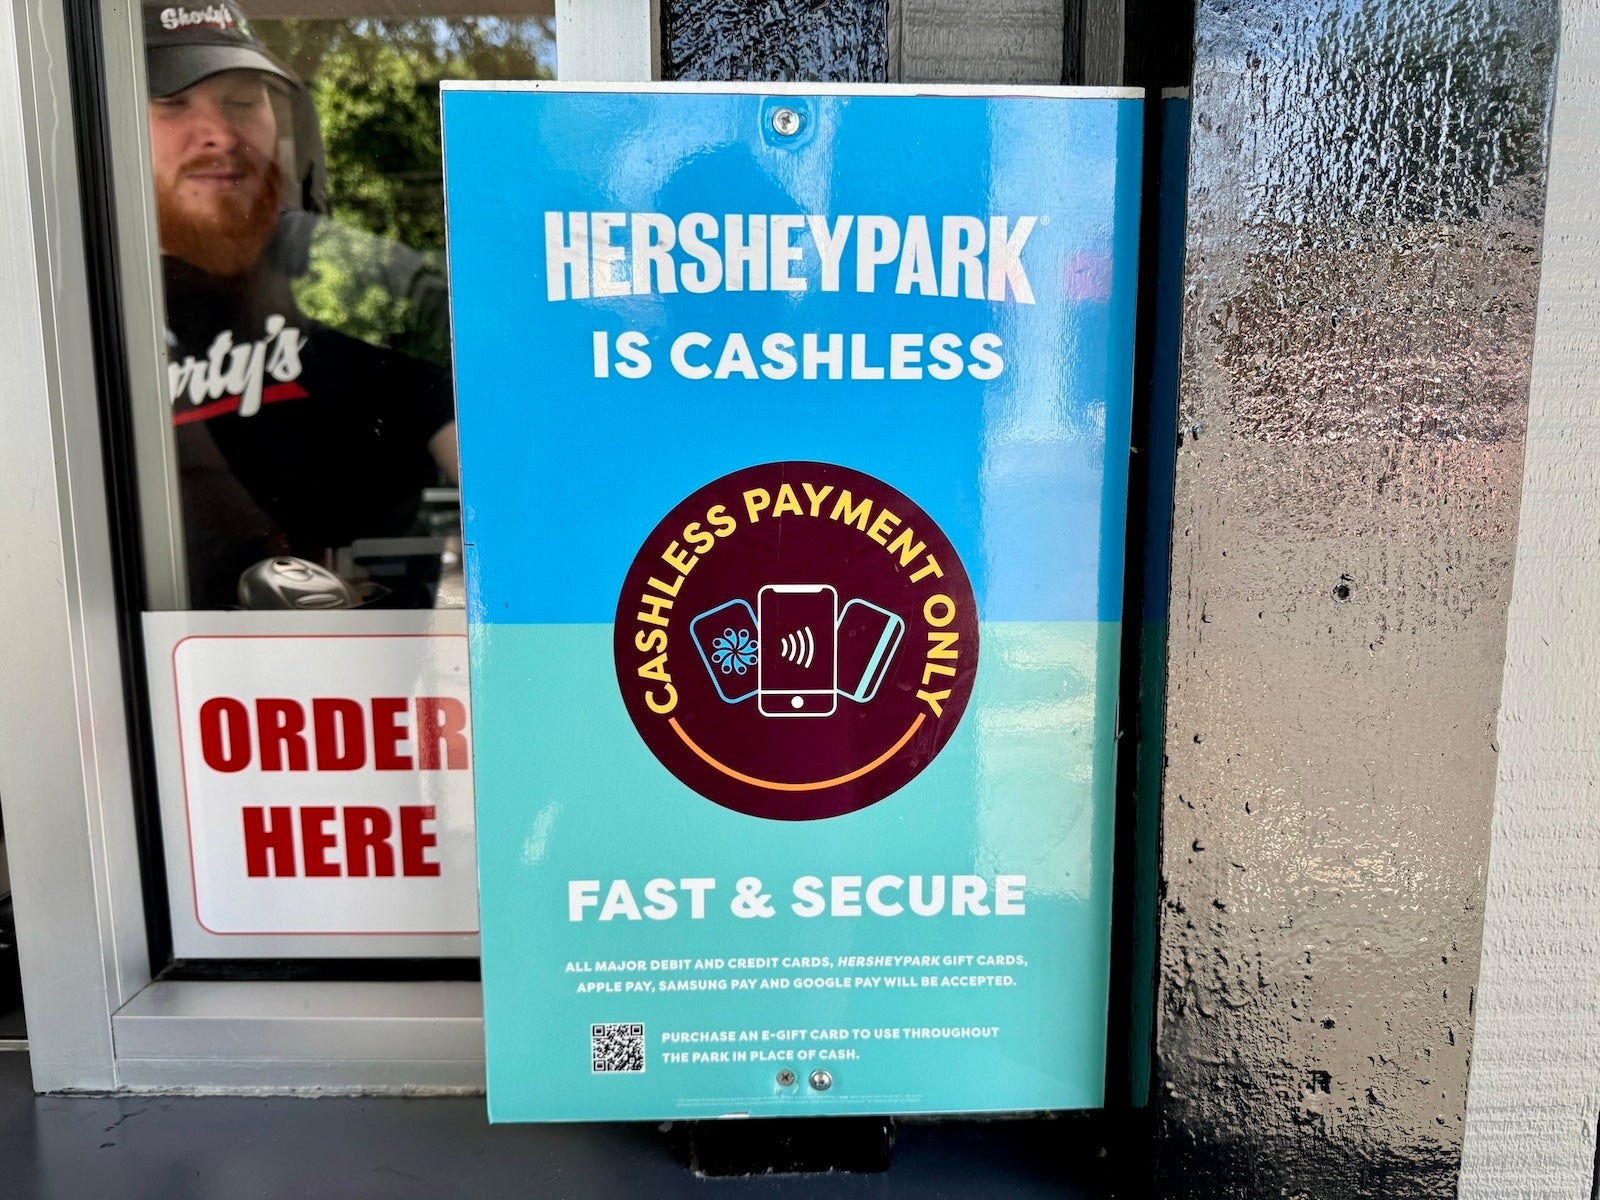 Shorty's
orty's
HERSHEYPARK®
IS CASHLESS
CASHLESS PAYMENT ONLY
ORDER
HERE
FAST & SECURE
ALL MAJOR DEBIT AND CREDIT CARDS, HERSHEYPARK GIFT CARDS,
APPLE PAY, SAMSUNG PAY AND GOOGLE PAY WILL BE ACCEPTED.
PURCHASE AN E-GIFT CARD TO USE THROUGHOUT
THE PARK IN PLACE OF CASH.